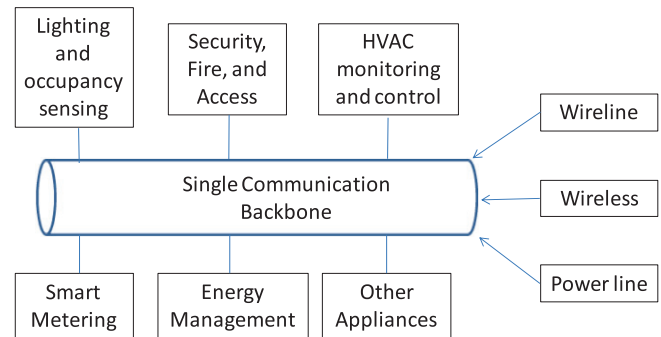 Lighting
and
occupancy
sensing
Security,
Fire, and
Access
HVAC
monitoring
and control
Wireline
Single Communication
Backbone
Wireless
Smart
Metering
Energy
Management
Other
Appliances
Power line